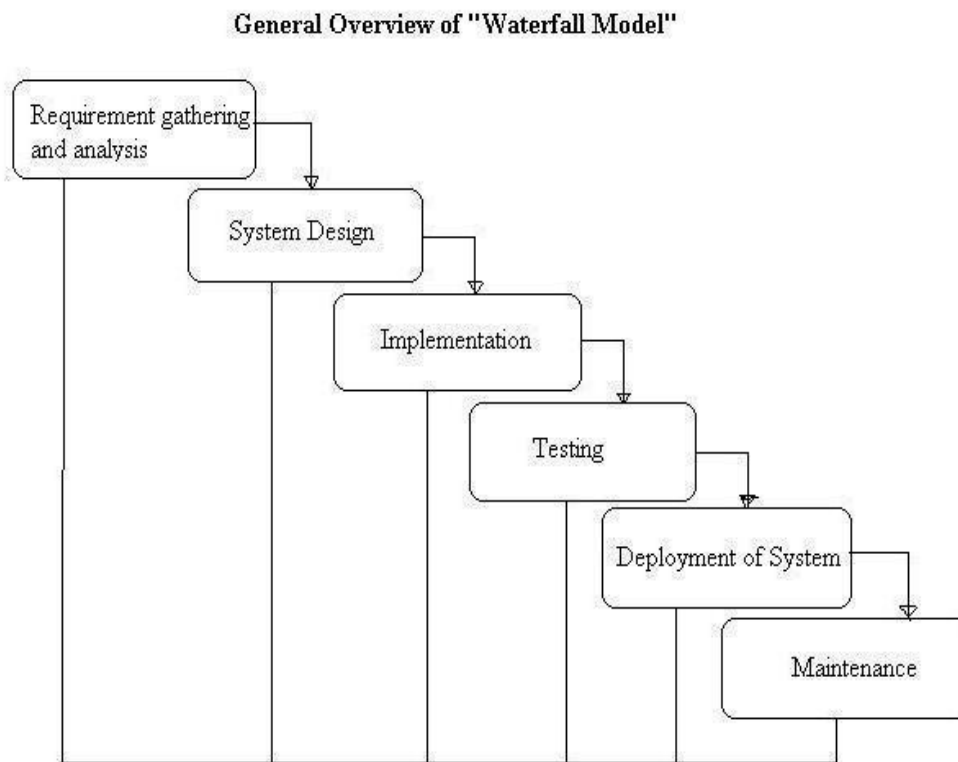 General Overview of "Waterfall Model"
Requirement gathering
and analysis
System Design
Implementation
Testing
Deployment of System
Maintenance